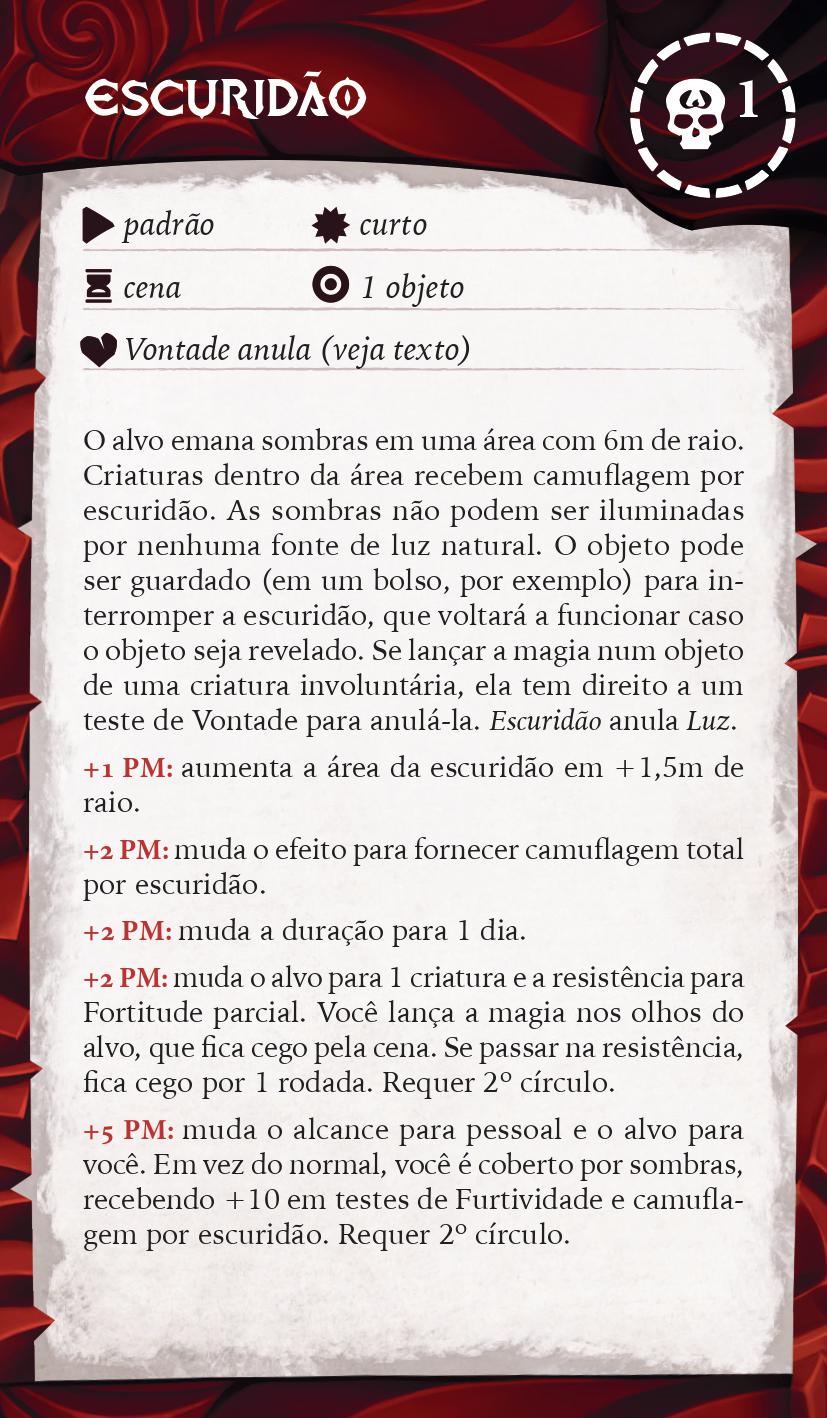 ESCURIDÃO
1
padrão curto
cena 1 objeto
Vontade anula (veja texto)
O alvo emana sombras em uma área com 6m de raio.
Criaturas dentro da área recebem camuflagem por
escuridão. As sombras não podem ser iluminadas
por nenhuma fonte de luz natural. O objeto pode
ser guardado (em um bolso, por exemplo) para in-
terromper a escuridão, que voltará a funcionar caso
o objeto seja revelado. Se lançar a magia num objeto
de uma criatura involuntária, ela tem direito a um
teste de Vontade para anulá-la. Escuridão anula Luz.
+1 PM: aumenta a área da escuridão em +1,5m de
raio.
+2 PM: muda o efeito para fornecer camuflagem total
por escuridão.
+2 PM: muda a duração para 1 dia.
+2 PM: muda o alvo para 1 criatura e a resistência para
Fortitude parcial. Você lança a magia nos olhos do
alvo, que fica cego pela cena. Se passar na resistência,
fica cego por 1 rodada. Requer 2º círculo.
+5 PM: muda o alcance para pessoal e o alvo para
você. Em vez do normal, você é coberto por sombras,
recebendo +10 em testes de Furtividade e camufla-
gem por escuridão. Requer 2º círculo.